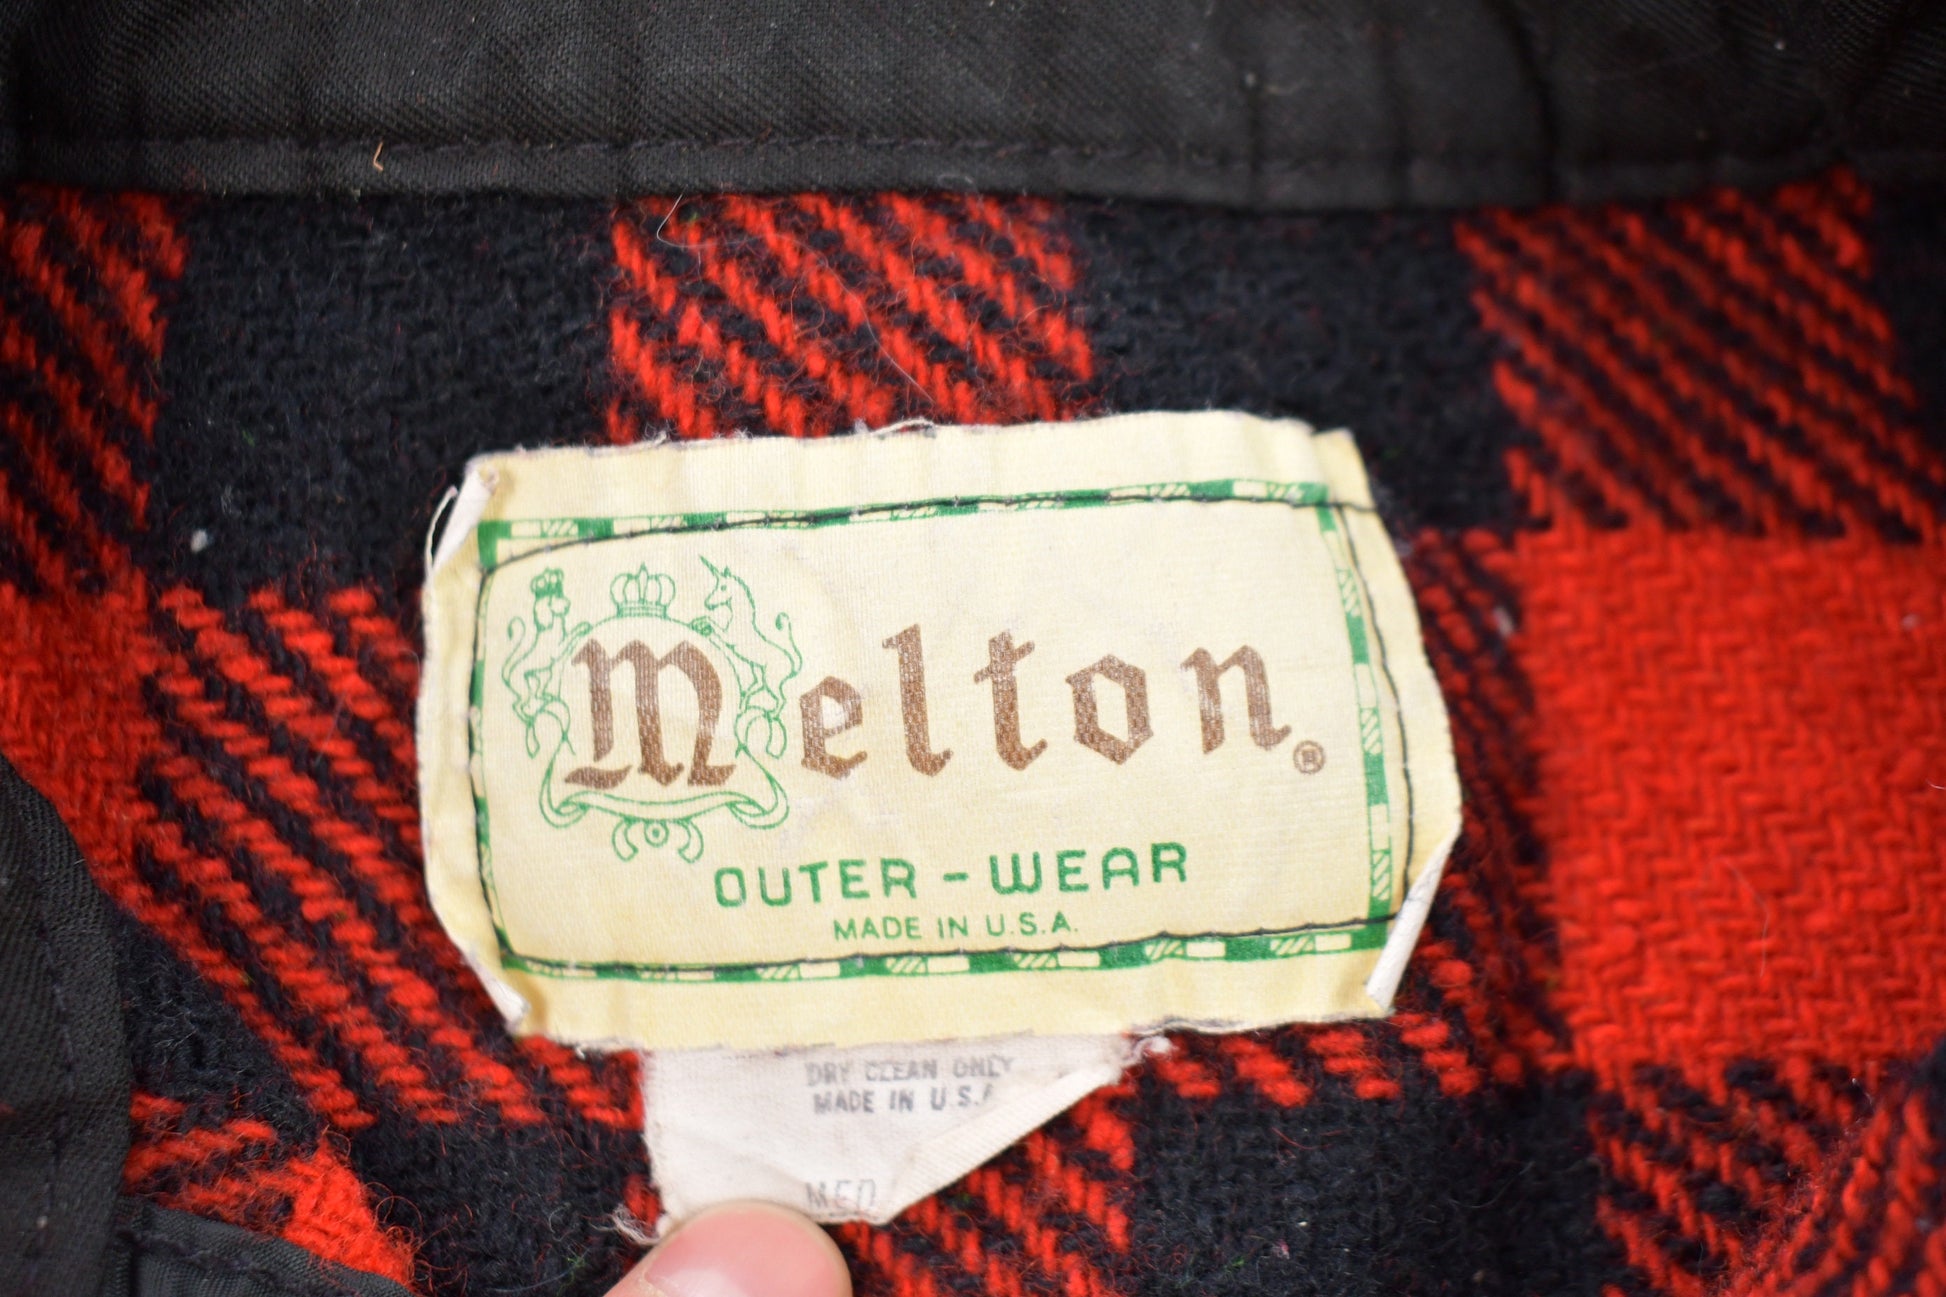 Melton®
OUTER-WEAR
MADE IN U.S.A.
DRY CLEAN ONLY
MADE IN U.S.A
MED